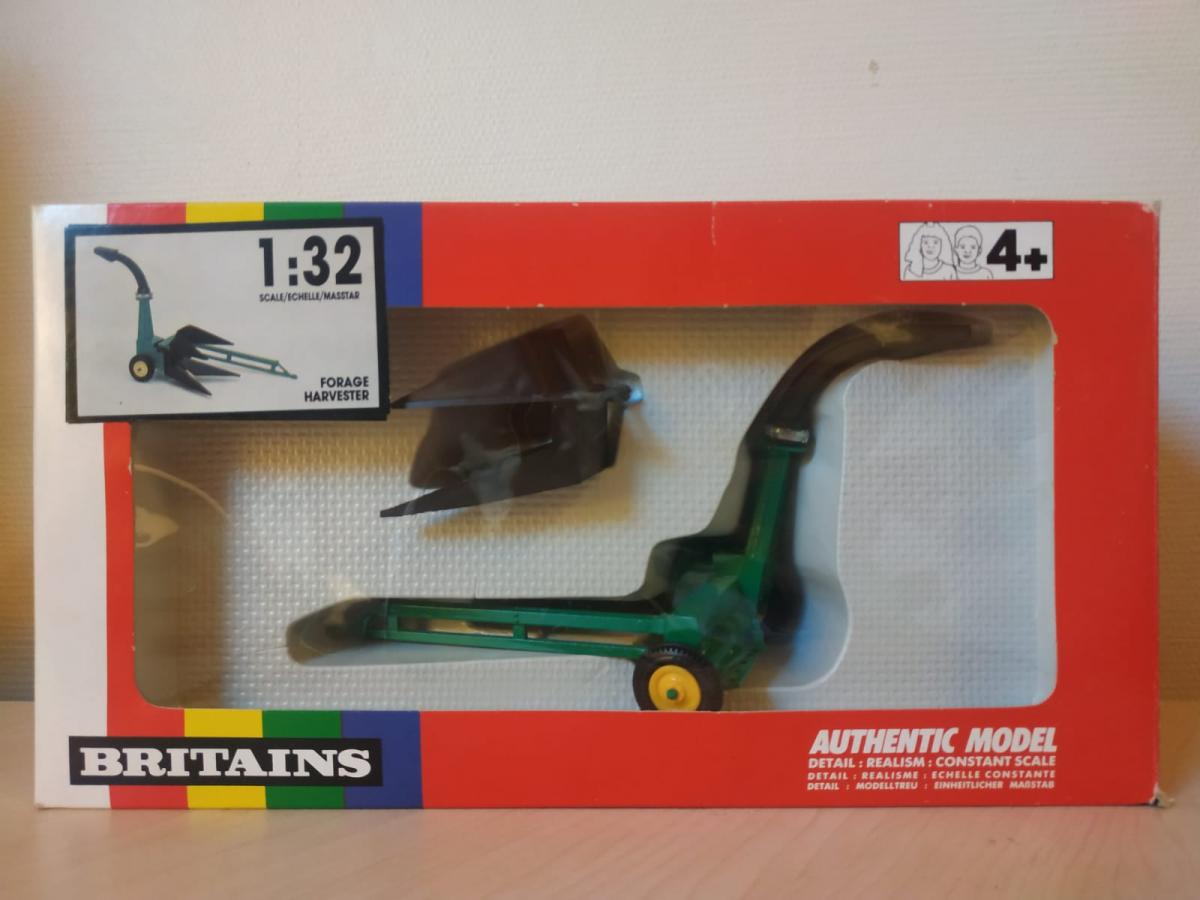 1:32
SCALE/ECHELLE/MASSTAR
FORAGE
HARVESTER
4+
BRITAINS
AUTHENTIC MODEL
DETAIL : REALISM : CONSTANT SCALE
DETAIL : REALISME : ECHELLE CONSTANTE
DETAIL : MODELLTREU : EINHEITLICHER MAßSTAB